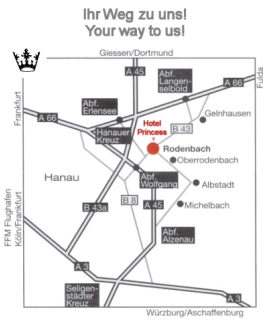 Ihr Weg zu uns!
Your way to us!
Giessen/Dortmund
A 45
Abf.
Langen-
selbold
A 66
Fulda
Frankfurt
A 66
Abf.
Erlensee
Gelnhausen
Hanauer
Kreuz
Hotel
Princess
B 43
Rodenbach
Oberrodenbach
Hanau
Abf.
Wolfgang
Albstadt
B 8
B 43a
A 45
Michelbach
FFM Flughafen
Köln/Frankfurt
Abf.
Alzenau
A 3
Seligen-
städter
Kreuz
A 3
Würzburg/Aschaffenburg